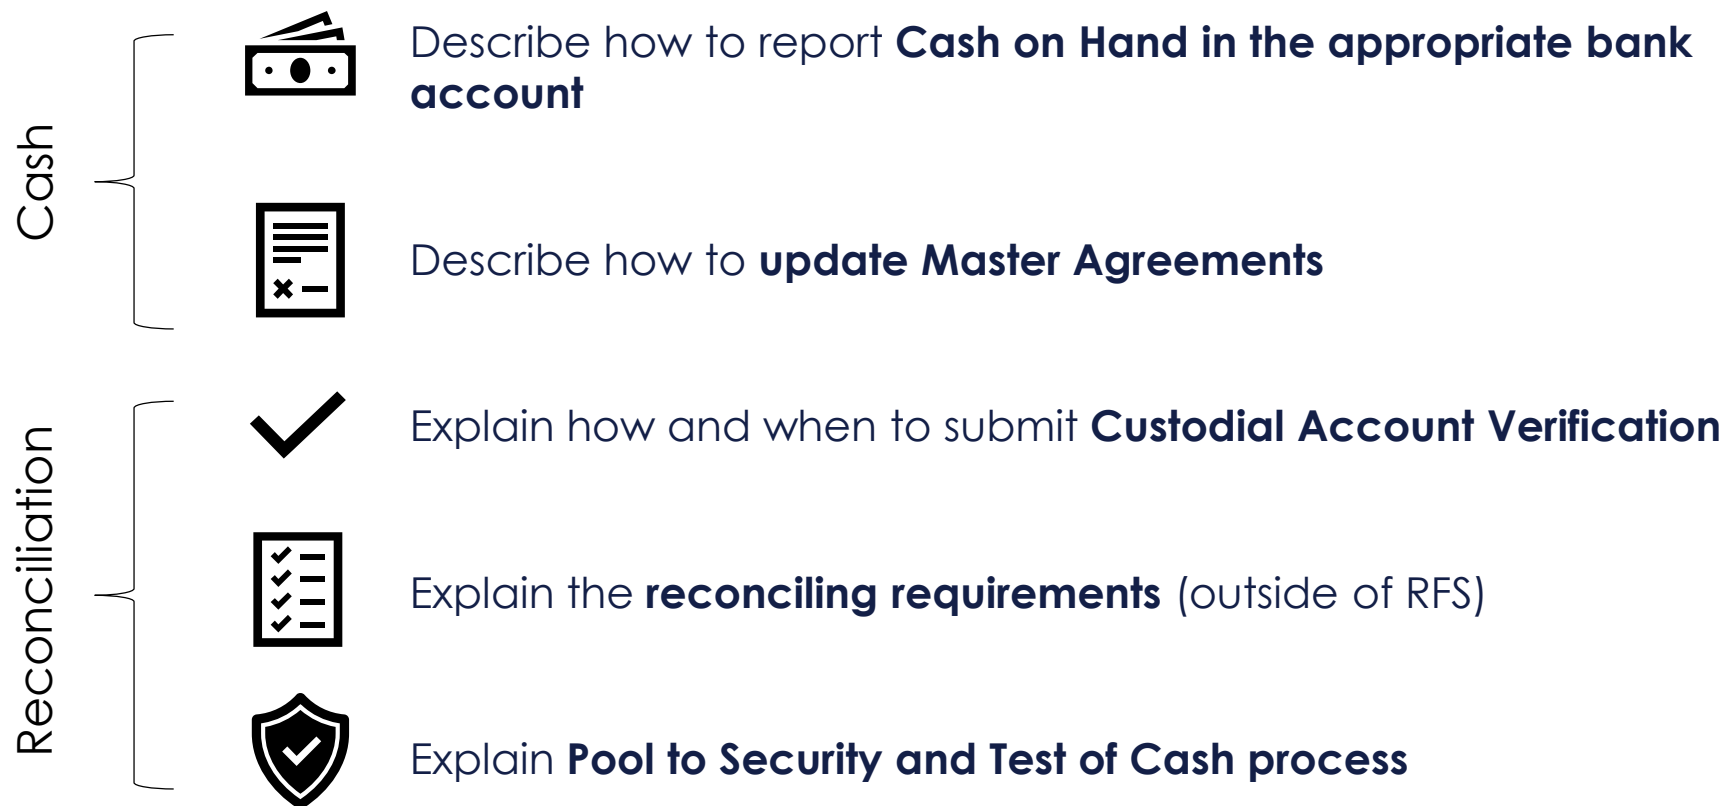 Cash
Describe how to report Cash on Hand in the appropriate bank
account
Describe how to update Master Agreements
Reconciliation
Explain how and when to submit Custodial Account Verification
Explain the reconciling requirements (outside of RFS)
Explain Pool to Security and Test of Cash process